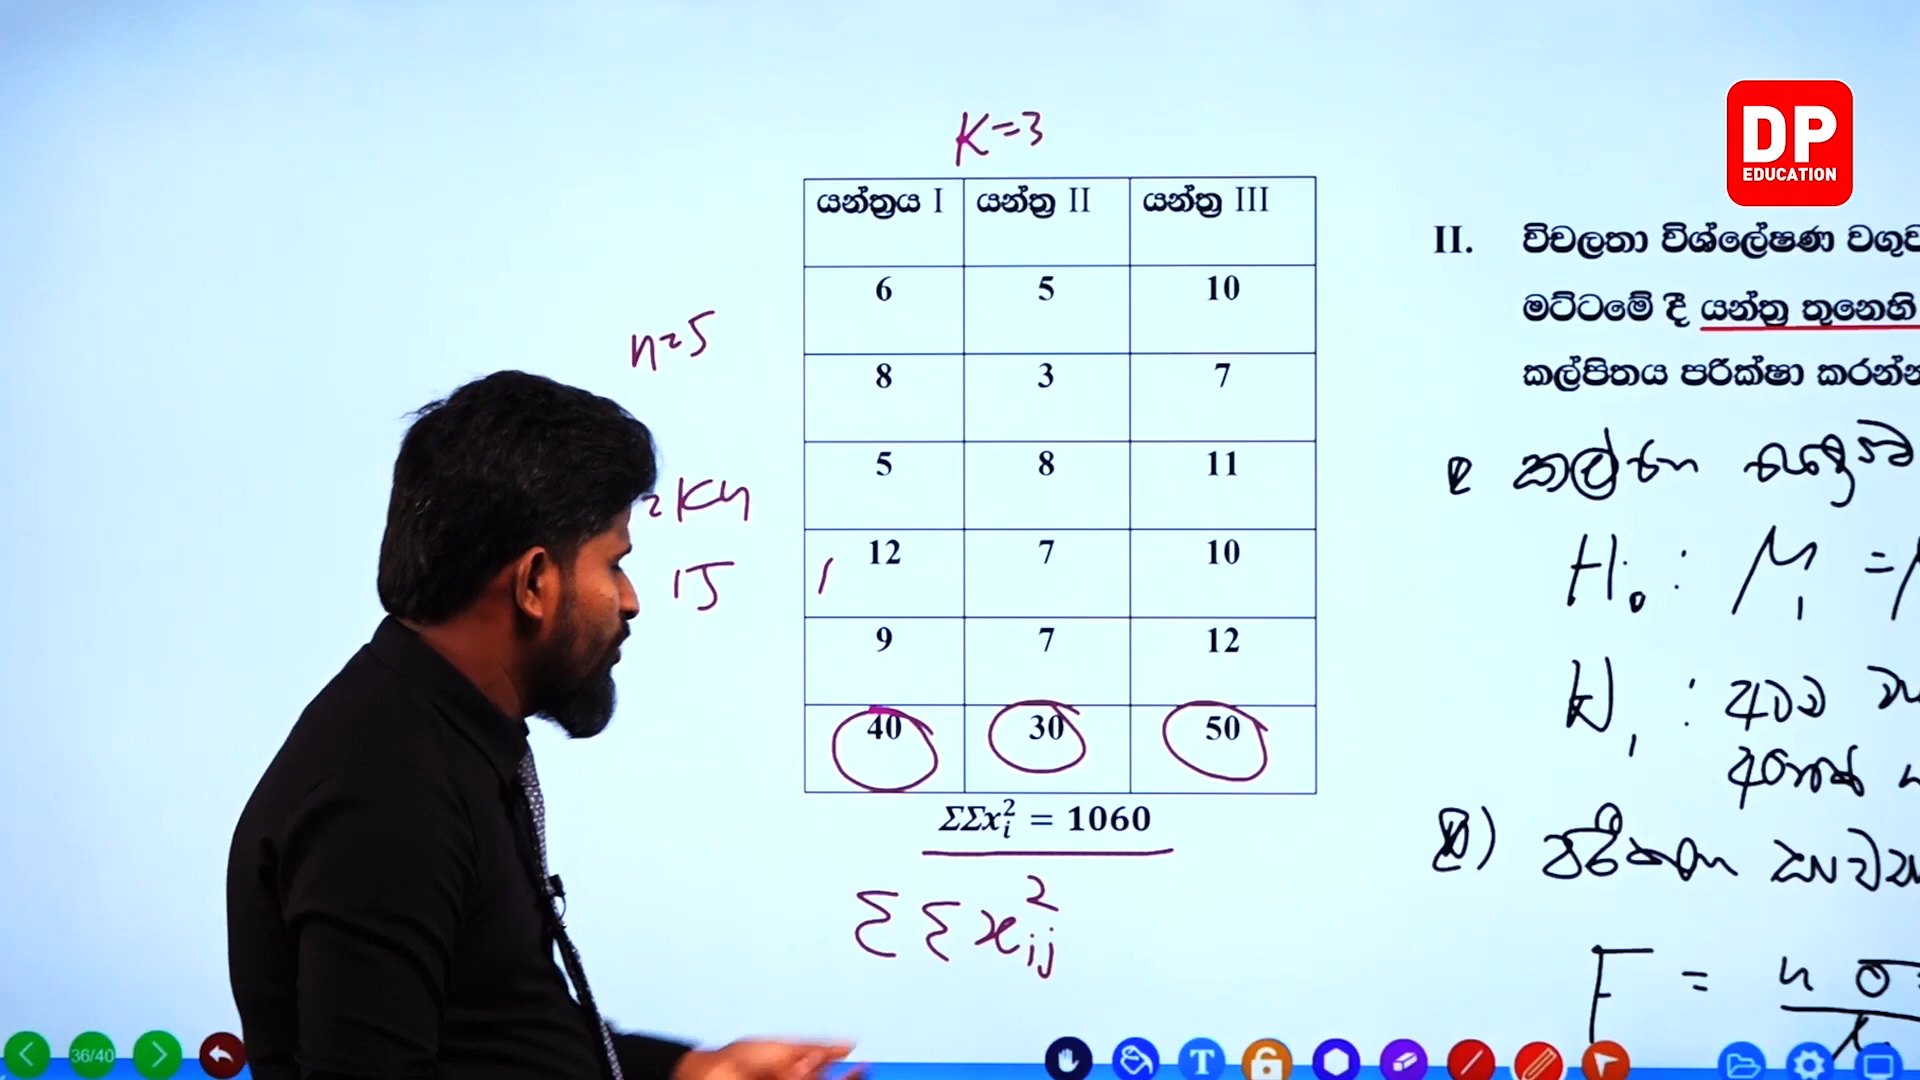 DP
EDUCATION
K=3
යන්ත්‍රය I යන්ත්‍ර II යන්ත්‍ර III
6 5 10
8 3 7
5 8 11
12 7 10
9 7 12
40 30 50
ΣΣx²ᵢ = 1060
ΣΣx²ᵢⱼ
n=5
=Kn
15
II. විචලතා විශ්ලේෂණ වගුව
මට්ටමේ දී යන්ත්‍ර තුනෙහි
කල්පිතය පරීක්ෂා කරන්න
H₀ : μ₁ =
H₁ :
F = n σ
36/40
T